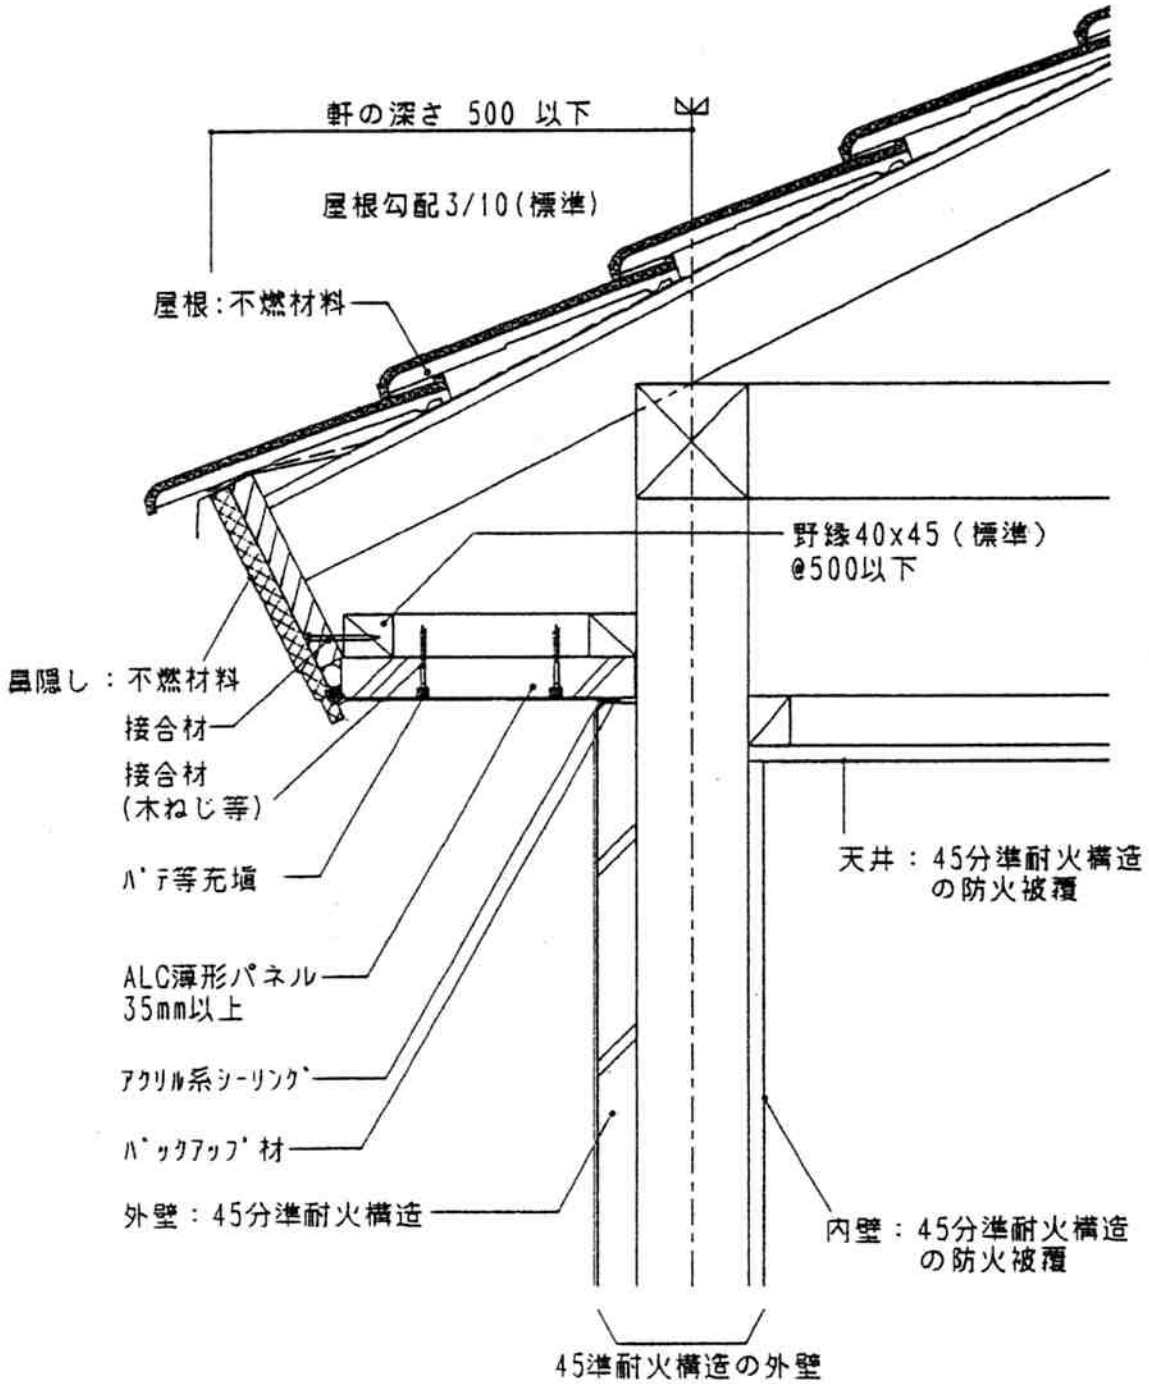 軒の深さ 500 以下
屋根勾配3/10(標準)
屋根:不燃材料
野縁40x45(標準)
@500以下
鼻隠し:不燃材料
接合材
接合材
(木ねじ等)
パテ等充塡
ALC薄形パネル
35mm以上
アクリル系シーリング
バックアップ材
外壁:45分準耐火構造
天井:45分準耐火構造
の防火被覆
内壁:45分準耐火構造
の防火被覆
45準耐火構造の外壁